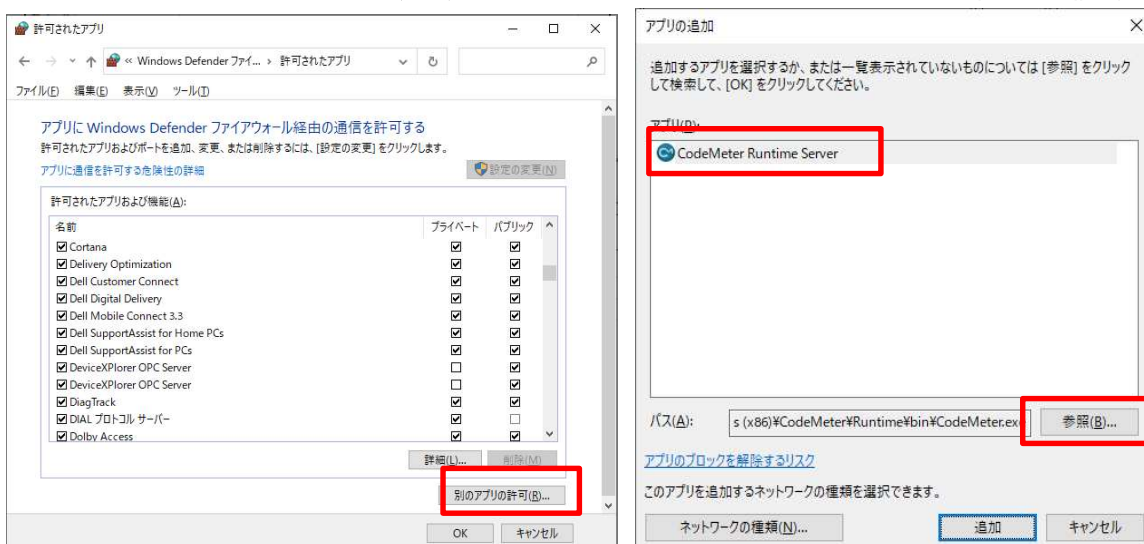 許可されたアプリ
« Windows Defender ファイ... › 許可されたアプリ
ファイル(F) 編集(E) 表示(V) ツール(T)
アプリに Windows Defender ファイアウォール経由の通信を許可する
許可されたアプリおよびポートを追加、変更、または削除するには、[設定の変更] をクリックします。
アプリに通信を許可する危険性の詳細
設定の変更(N)
許可されたアプリおよび機能(A):
名前 プライベート パブリック
Cortana
Delivery Optimization
Dell Customer Connect
Dell Digital Delivery
Dell Mobile Connect 3.3
Dell SupportAssist for Home PCs
Dell SupportAssist for PCs
DeviceXPlorer OPC Server
DeviceXPlorer OPC Server
DiagTrack
DIAL プロトコル サーバー
Dolby Access
詳細(L)... 削除(M)
別のアプリの許可(R)...
OK キャンセル
アプリの追加
追加するアプリを選択するか、または一覧表示されていないものについては [参照] をクリック
して検索して、[OK] をクリックしてください。
アプリ(P):
CodeMeter Runtime Server
パス(A): s (x86)¥CodeMeter¥Runtime¥bin¥CodeMeter.exe 参照(B)...
アプリのブロックを解除するリスク
このアプリを追加するネットワークの種類を選択できます。
ネットワークの種類(N)... 追加 キャンセル